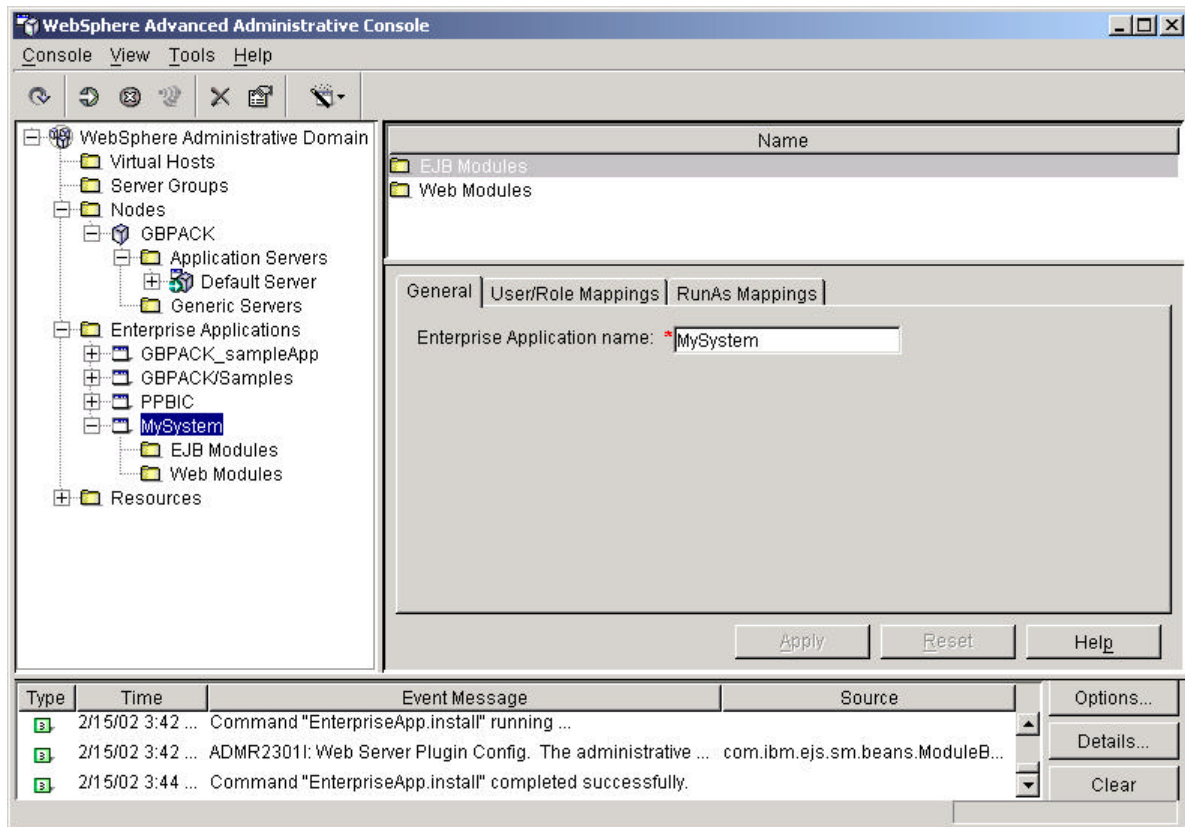 WebSphere Advanced Administrative Console
Console View Tools Help
WebSphere Administrative Domain
Virtual Hosts
Server Groups
Nodes
GBPACK
Application Servers
Default Server
Generic Servers
Enterprise Applications
GBPACK_sampleApp
GBPACK/Samples
PPBIC
MySystem
EJB Modules
Web Modules
Resources
Name
EJB Modules
Web Modules
General User/Role Mappings RunAs Mappings
Enterprise Application name: *MySystem
Apply Reset Help
Type Time Event Message Source
2/15/02 3:42 ... Command "EnterpriseApp.install" running ...
2/15/02 3:42 ... ADMR2301I: Web Server Plugin Config. The administrative ... com.ibm.ejs.sm.beans.ModuleB...
2/15/02 3:44 ... Command "EnterpriseApp.install" completed successfully.
Options...
Details...
Clear